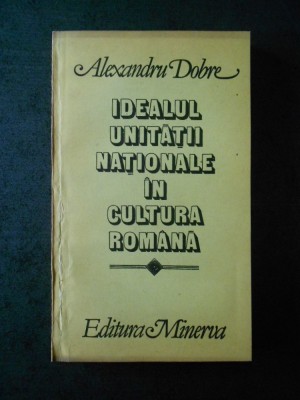 Alexandru Dobre
IDEALUL
UNITĂȚII
NAȚIONALE
ÎN
CULTURA
ROMÂNĂ
Editura Minerva